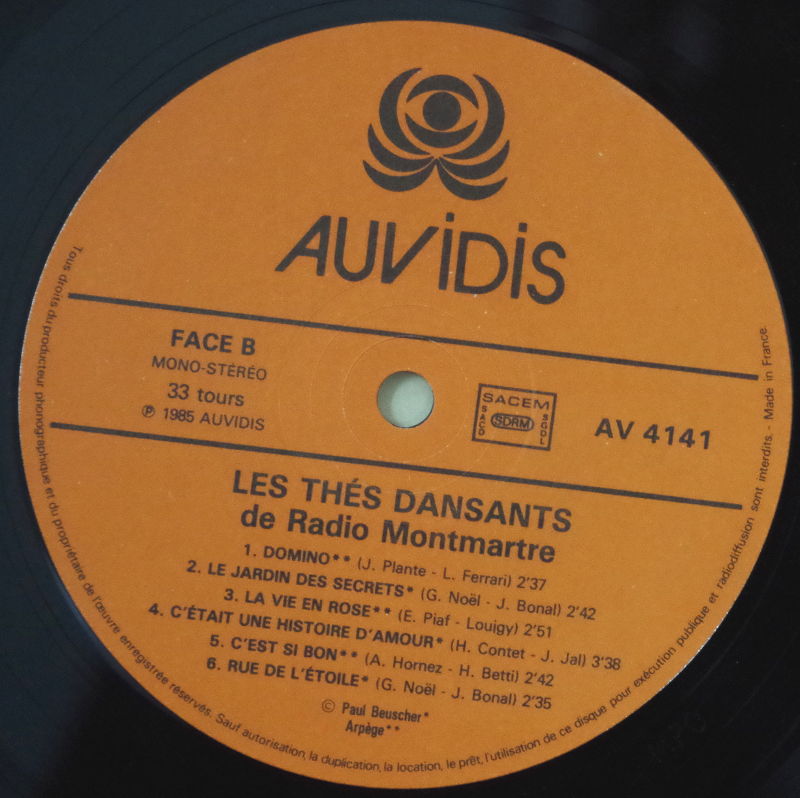 AUViDiS
FACE B
MONO-STÉRÉO
33 tours
℗ 1985 AUVIDIS
SACEM
SACD
SDRM
SGDL
AV 4141
LES THÉS DANSANTS
de Radio Montmartre
1. DOMINO** (J. Plante - L. Ferrari) 2'37
2. LE JARDIN DES SECRETS* (G. Noël - J. Bonal) 2'42
3. LA VIE EN ROSE** (E. Piaf - Louigy) 2'51
4. C'ÉTAIT UNE HISTOIRE D'AMOUR* (H. Contet - J. Jal) 3'38
5. C'EST SI BON** (A. Hornez - H. Betti) 2'42
6. RUE DE L'ÉTOILE* (G. Noël - J. Bonal) 2'35
© Paul Beuscher*
Arpège**
Tous droits du producteur phonographique et du propriétaire de l'œuvre enregistrée réservés. Sauf autorisation, la duplication, la location, le prêt, l'utilisation de ce disque pour exécution publique et radiodiffusion sont interdits. - Made in France